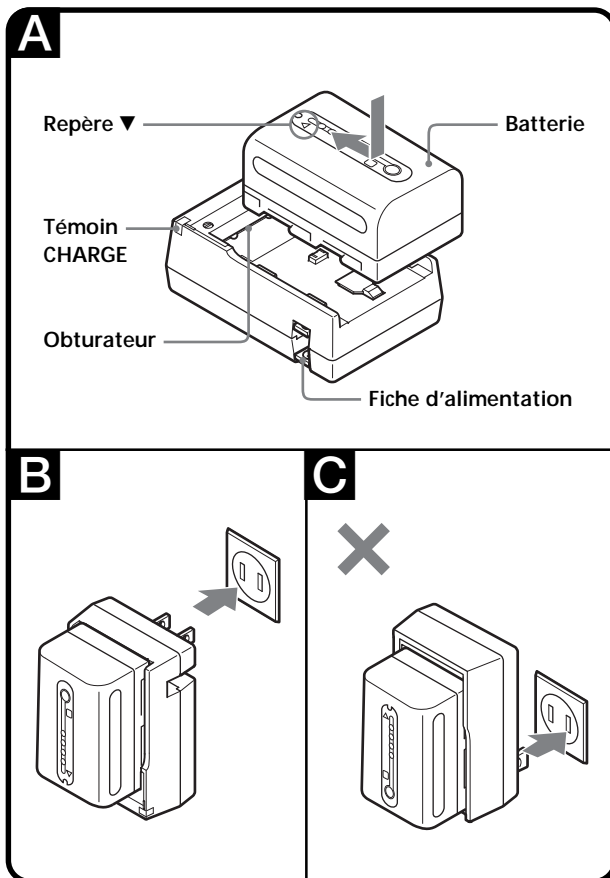 A
Repère ▼
Batterie
Témoin
CHARGE
Obturateur
Fiche d'alimentation
B
C